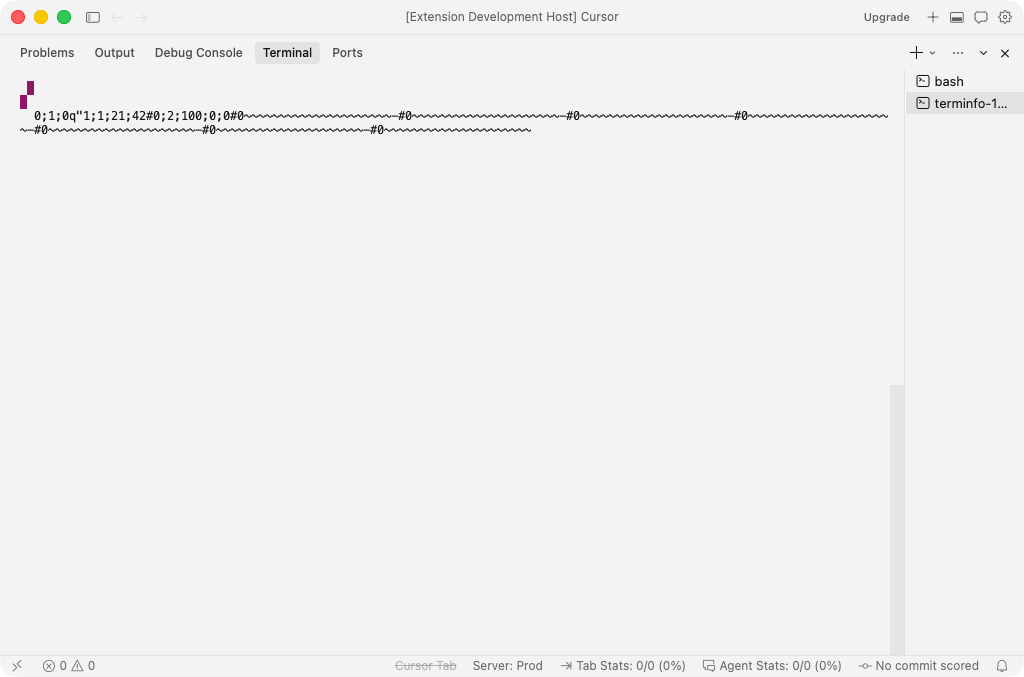 [Extension Development Host] Cursor
Upgrade
Problems Output Debug Console Terminal Ports
bash
terminfo-1...
0;1;0q"1;1;21;42#0;2;100;0;0#0~~~~~~~~~~~~~~~~~~~~~-#0~~~~~~~~~~~~~~~~~~~~~-#0~~~~~~~~~~~~~~~~~~~~~-#0~~~~~~~~~~~~~~~~~~~~
~-#0~~~~~~~~~~~~~~~~~~~~~-#0~~~~~~~~~~~~~~~~~~~~~-#0~~~~~~~~~~~~~~~~~~~~~
0 0 Cursor Tab Server: Prod Tab Stats: 0/0 (0%) Agent Stats: 0/0 (0%) No commit scored